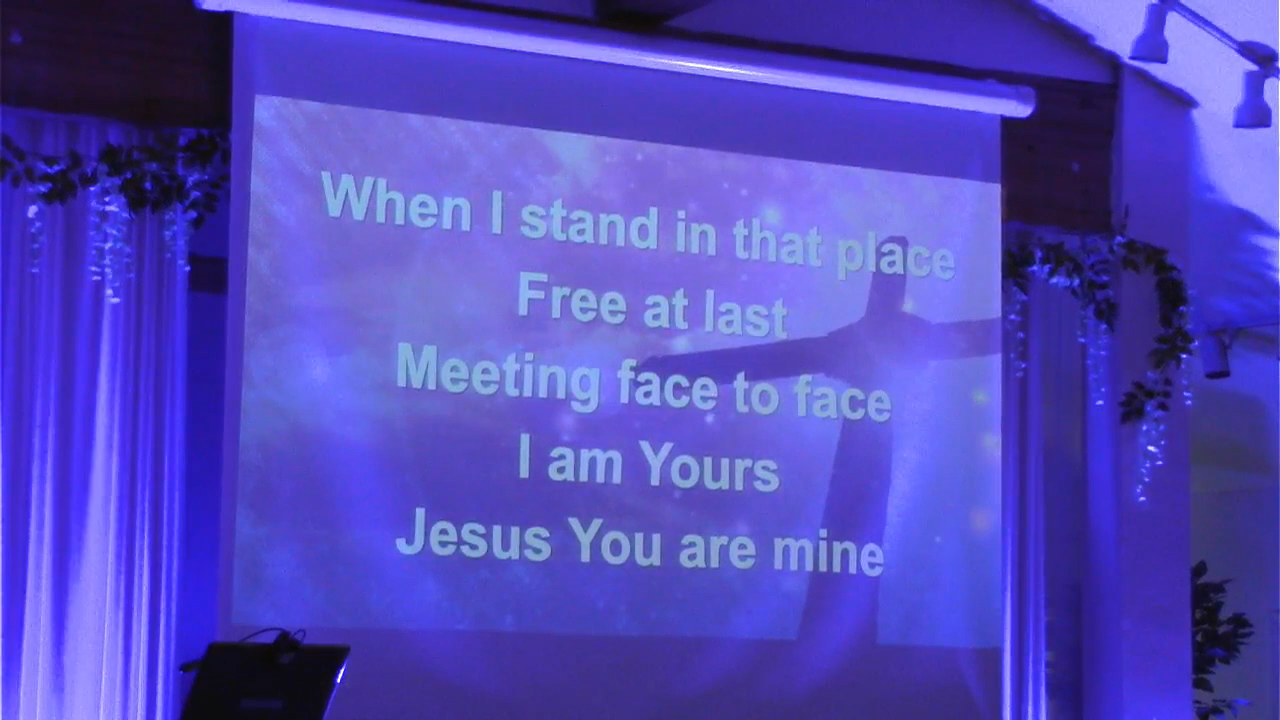 When I stand in that place
Free at last
Meeting face to face
I am Yours
Jesus You are mine